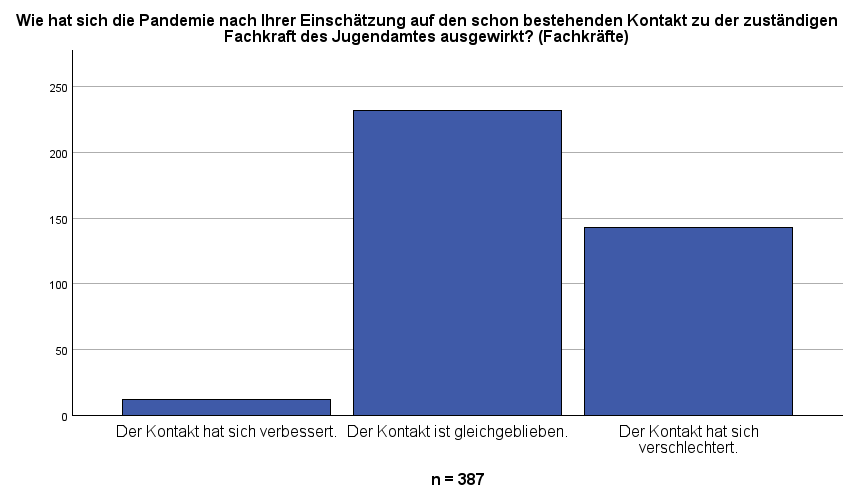 Wie hat sich die Pandemie nach Ihrer Einschätzung auf den schon bestehenden Kontakt zu der zuständigen
Fachkraft des Jugendamtes ausgewirkt? (Fachkräfte)
250
200
150
100
50
0
Der Kontakt hat sich verbessert.
Der Kontakt ist gleichgeblieben.
Der Kontakt hat sich
verschlechtert.
n = 387